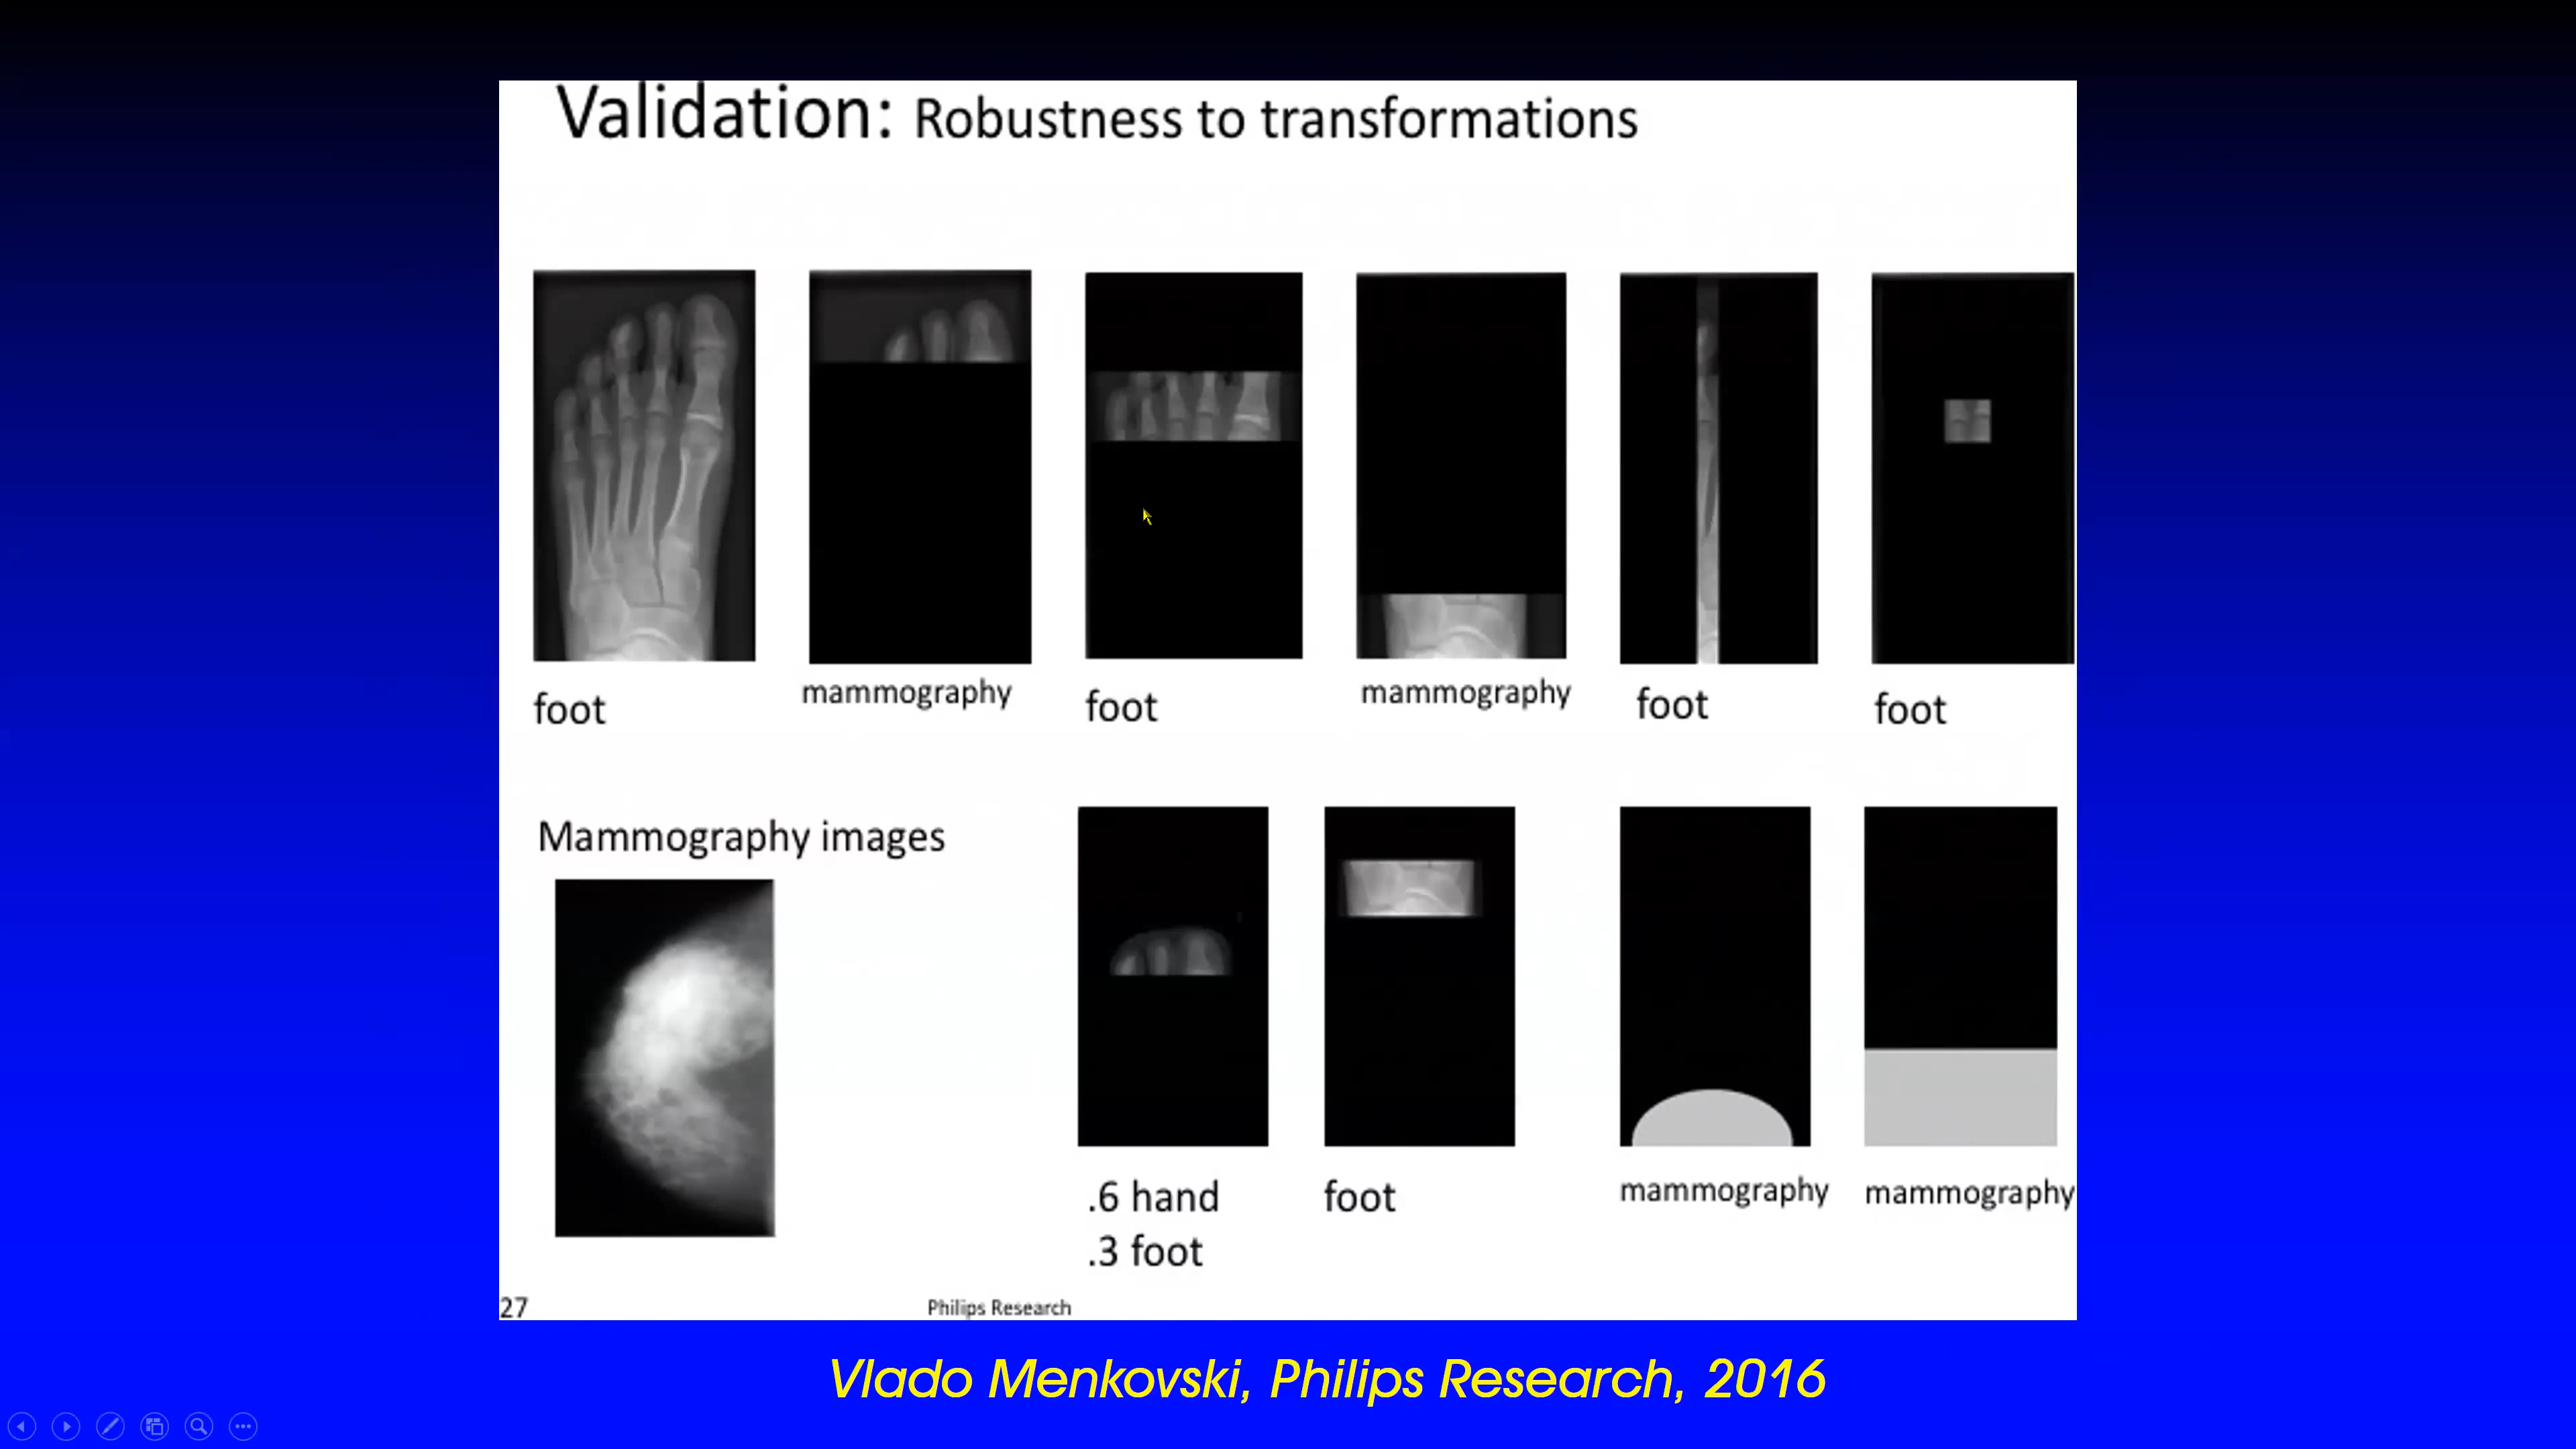 Validation: Robustness to transformations
foot
mammography
foot
mammography
foot
foot
Mammography images
.6 hand
.3 foot
foot
mammography
mammography
27
Philips Research
Vlado Menkovski, Philips Research, 2016